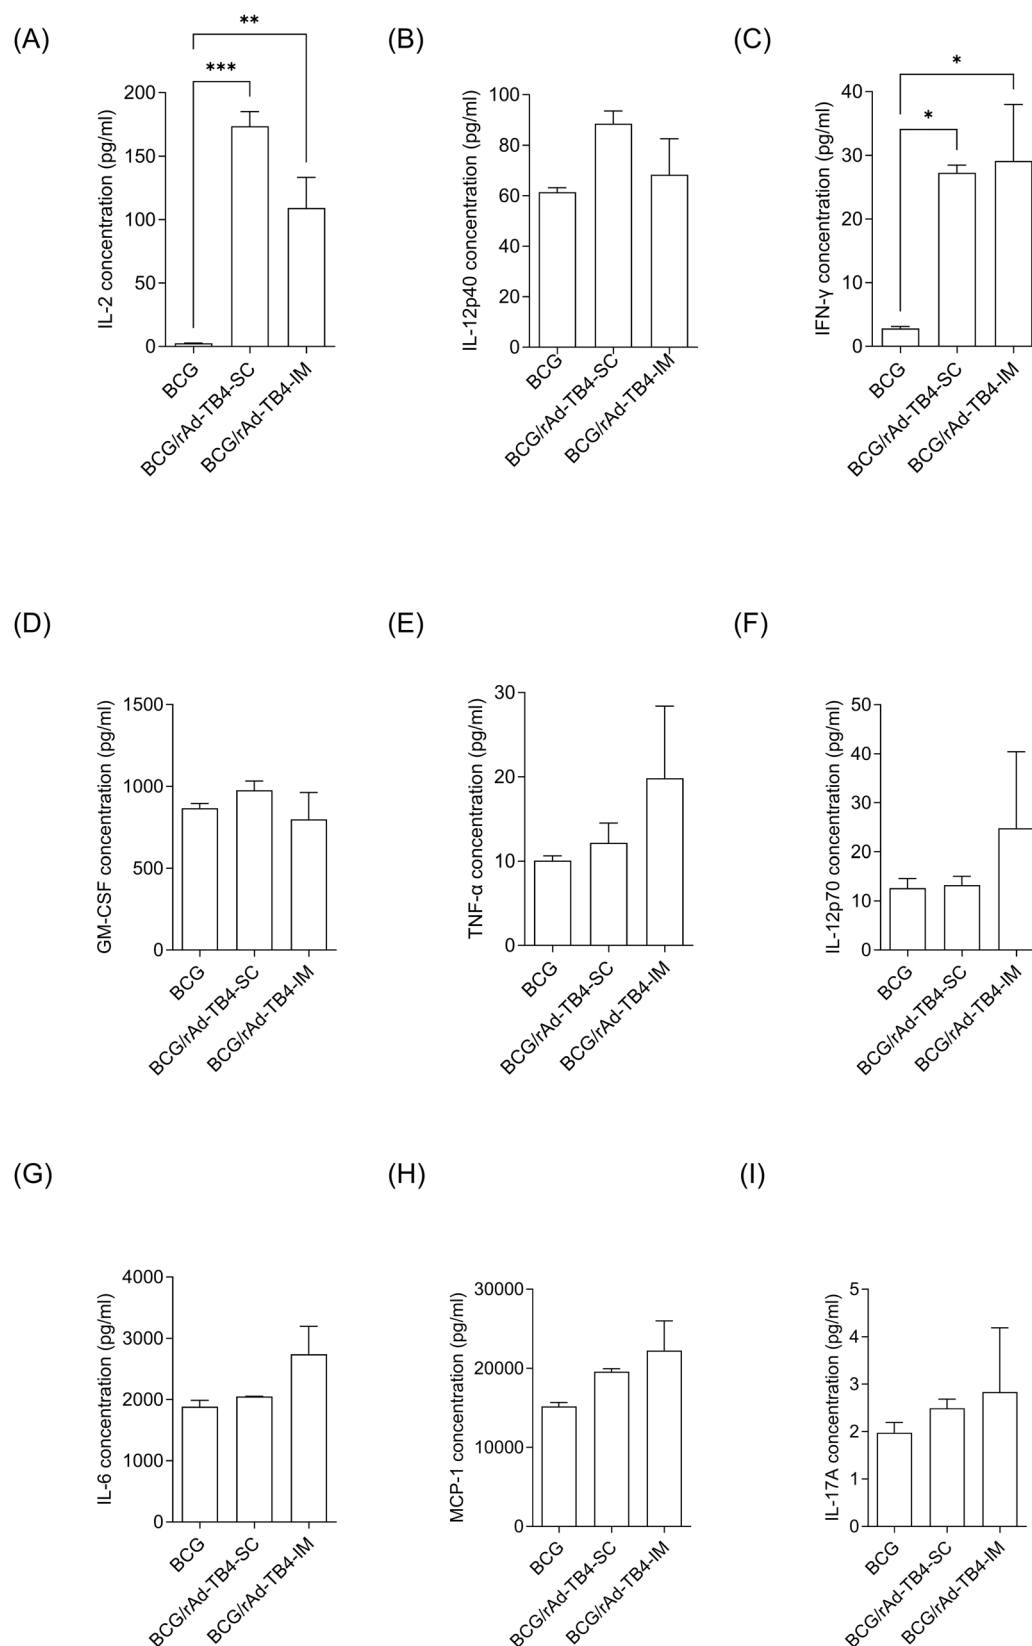 (A)
**
***
IL-2 concentration (pg/ml)
200
150
100
50
0
BCG
BCG/rAd-TB4-SC
BCG/rAd-TB4-IM
(B)
IL-12p40 concentration (pg/ml)
100
80
60
40
20
0
BCG
BCG/rAd-TB4-SC
BCG/rAd-TB4-IM
(C)
*
*
IFN-γ concentration (pg/ml)
40
30
20
10
0
BCG
BCG/rAd-TB4-SC
BCG/rAd-TB4-IM
(D)
GM-CSF concentration (pg/ml)
1500
1000
500
0
BCG
BCG/rAd-TB4-SC
BCG/rAd-TB4-IM
(E)
TNF-α concentration (pg/ml)
30
20
10
0
BCG
BCG/rAd-TB4-SC
BCG/rAd-TB4-IM
(F)
IL-12p70 concentration (pg/ml)
50
40
30
20
10
0
BCG
BCG/rAd-TB4-SC
BCG/rAd-TB4-IM
(G)
IL-6 concentration (pg/ml)
4000
3000
2000
1000
0
BCG
BCG/rAd-TB4-SC
BCG/rAd-TB4-IM
(H)
MCP-1 concentration (pg/ml)
30000
20000
10000
0
BCG
BCG/rAd-TB4-SC
BCG/rAd-TB4-IM
(I)
IL-17A concentration (pg/ml)
5
4
3
2
1
0
BCG
BCG/rAd-TB4-SC
BCG/rAd-TB4-IM